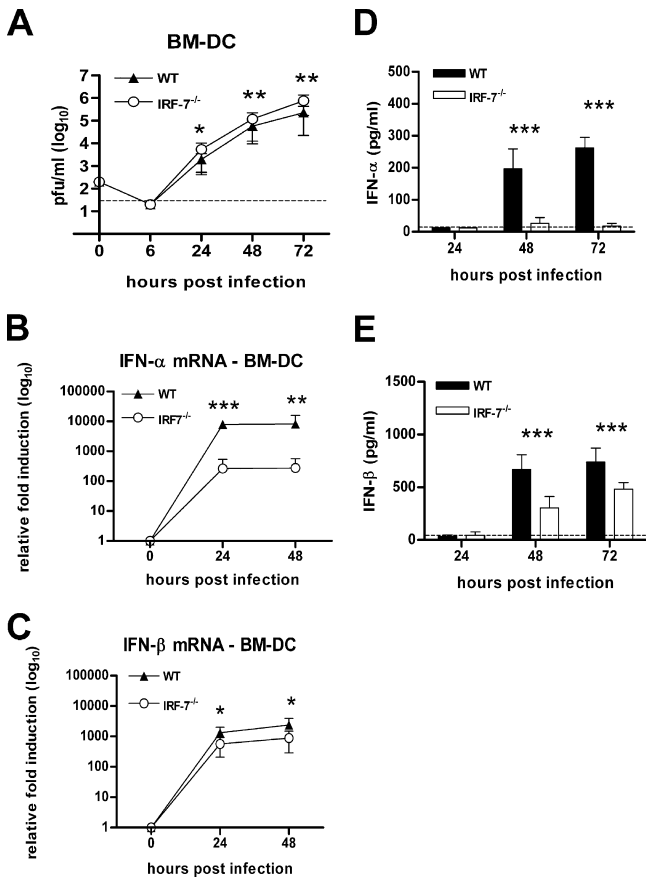 A
BM-DC
pfu/ml (log10)
7
6
5
4
3
2
1
WT
IRF-7-/-
*
**
**
0
6
24
48
72
hours post infection
B
IFN-α mRNA - BM-DC
relative fold induction (log10)
100000
10000
1000
100
10
1
WT
IRF7-/-
***
**
0
24
48
hours post infection
C
IFN-β mRNA - BM-DC
relative fold induction (log10)
100000
10000
1000
100
10
1
WT
IRF-7-/-
*
*
0
24
48
hours post infection
D
IFN-α (pg/ml)
500
400
300
200
100
0
WT
IRF-7-/-
***
***
24
48
72
hours post infection
E
IFN-β (pg/ml)
1500
1000
500
0
WT
IRF-7-/-
***
***
24
48
72
hours post infection